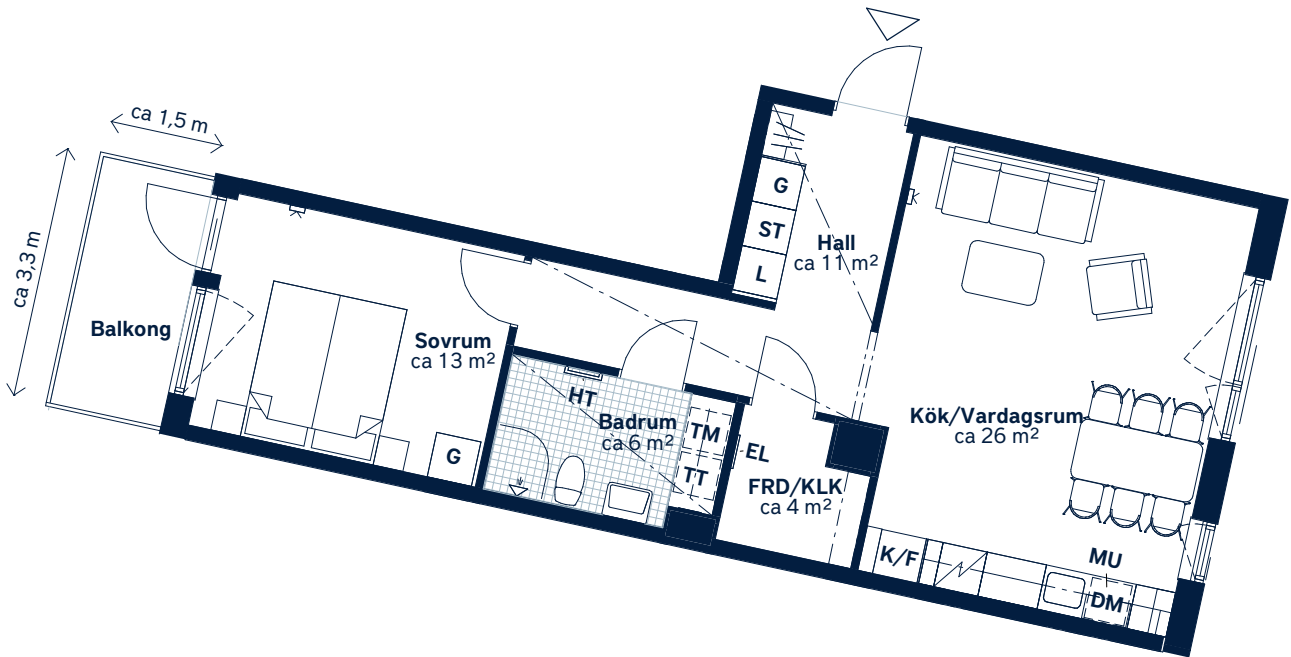 ca 1,5 m
ca 3,3 m
Balkong
Sovrum
ca 13 m²
G
G
ST
L
Hall
ca 11 m²
HT
Badrum
ca 6 m²
TM
TT
EL
FRD/KLK
ca 4 m²
Kök/Vardagsrum
ca 26 m²
K/F
MU
DM